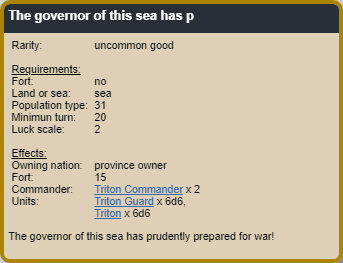 The governor of this sea has p
Rarity: uncommon good
Requirements:
Fort: no
Land or sea: sea
Population type: 31
Minimun turn: 20
Luck scale: 2
Effects:
Owning nation: province owner
Fort: 15
Commander: Triton Commander x 2
Units: Triton Guard x 6d6,
Triton x 6d6
The governor of this sea has prudently prepared for war!